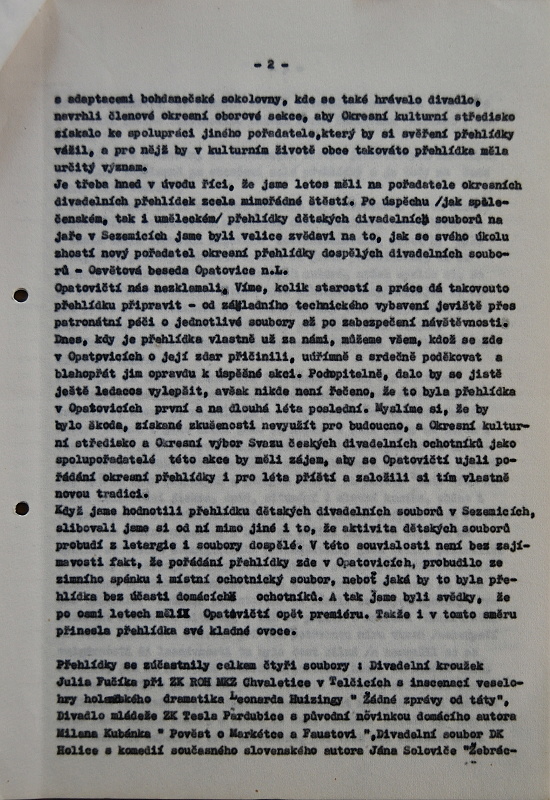 - 2 -
s adaptacemi bohdanečské sokolovny, kde se také hrávalo divadlo,
navrhli členové okresní oborové sekce, aby Okresní kulturní středisko
získalo ke spolupráci jiného pořadatele,který by si svěření přehlídky
vážil, a pro nějž by v kulturním životě obce takováto přehlídka měla
určitý význam.
Je třeba hned v úvodu říci, že jsme letos měli na pořadatele okresních
divadelních přehlídek zcela mimořádné štěstí. Po úspěchu /jak spole-
čenském, tak i uměleckém/ přehlídky dětských divadelních souborů na
jaře v Sezemicích jsme byli velice zvědavi na to, jak se svého úkolu
zhostí nový pořadatel okresní přehlídky dospělých divadelních soubo-
rů - Osvětová beseda Opatovice n.L.
Opatovičtí nás nezklamali. Víme, kolik starostí a práce dá takovouto
přehlídku připravit - od základního technického vybavení jeviště přes
patronátní péči o jednotlivé soubory až po zabezpečení návštěvnosti.
Dnes, kdy je přehlídka vlastně už za námi, můžeme všem, kdož se zde
v Opatovicích o její zdar přičinili, upřímně a srdečně poděkovat a
blahopřát jim opravdu k úspěšné akci. Podopitelně, dalo by se jistě
ještě ledacos vylepšit, avšak nikde není řečeno, že to byla přehlídka
v Opatovicích první a na dlouhá léta poslední. Myslíme si, že by
bylo škoda, získané zkušenosti nevyužít pro budoucno, a Okresní kultur-
ní středisko a Okresní výbor Svazu českých divadelních ochotníků jako
spolupořadatelé této akce by měli zájem, aby se Opatovičtí ujali po-
řádání okresní přehlídky i pro léta příští a založili si tím vlastně
novou tradici.
Když jsme hodnotili přehlídku dětských divadelních souborů v Sezemicích,
slibovali jsme si od ní mimo jiné i to, že aktivita dětských souborů
probudí z letargie i soubory dospělé. V této souvislosti není bez zají-
mavosti fakt, že pořádání přehlídky zde v Opatovicích, probudilo ze
zimního spánku i místní ochotnický soubor, neboť jaká by to byla pře-
hlídka bez účasti domácích ochotníků. A tak jsme byli svědky, že
po osmi letech měli Opatovičtí opět premiéru. Takže i v tomto směru
přinesla přehlídka své kladné ovoce.
Přehlídky se zúčastnily celkem čtyři soubory : Divadelní kroužek
Julia Fučíka při ZK ROH MKZ Chvaletice v Telčicích s inscenací veselo-
hry holandského dramatika Leonarda Huizingy " Žádné zprávy od táty",
Divadlo mládeže ZK Tesla Pardubice s původní novinkou domácího autora
Milana Kubánka " Pověst o Markétce a Faustovi ",Divadelní soubor DK
Holice s komedií současného slovenského autora Jána Soloviče "Žebrác-